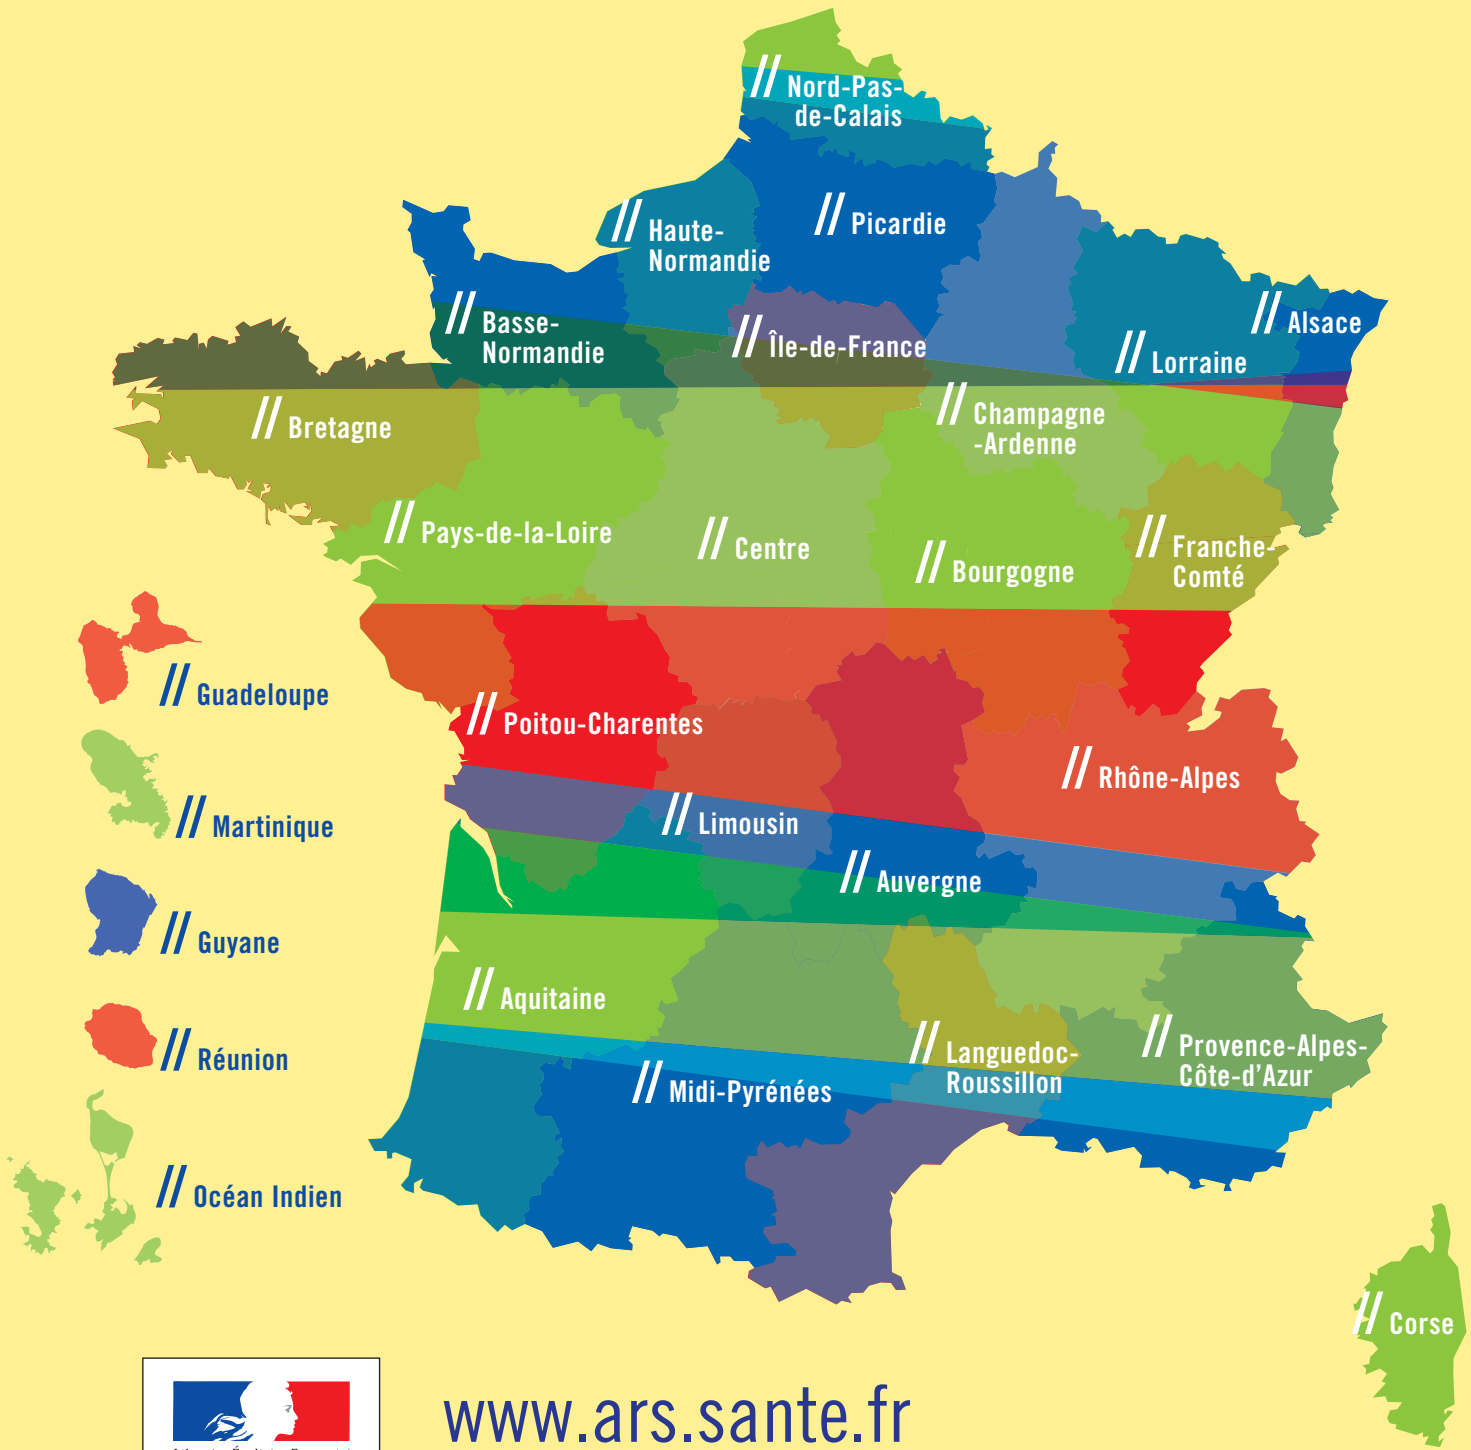 // Nord-Pas-
de-Calais
// Picardie
// Haute-
Normandie
// Basse-
Normandie
// Île-de-France
// Alsace
// Lorraine
// Champagne
-Ardenne
// Bretagne
// Pays-de-la-Loire
// Centre
// Bourgogne
// Franche-
Comté
// Poitou-Charentes
// Rhône-Alpes
// Limousin
// Auvergne
// Aquitaine
// Midi-Pyrénées
// Languedoc-
Roussillon
// Provence-Alpes-
Côte-d'Azur
// Corse
// Guadeloupe
// Martinique
// Guyane
// Réunion
// Océan Indien
www.ars.sante.fr